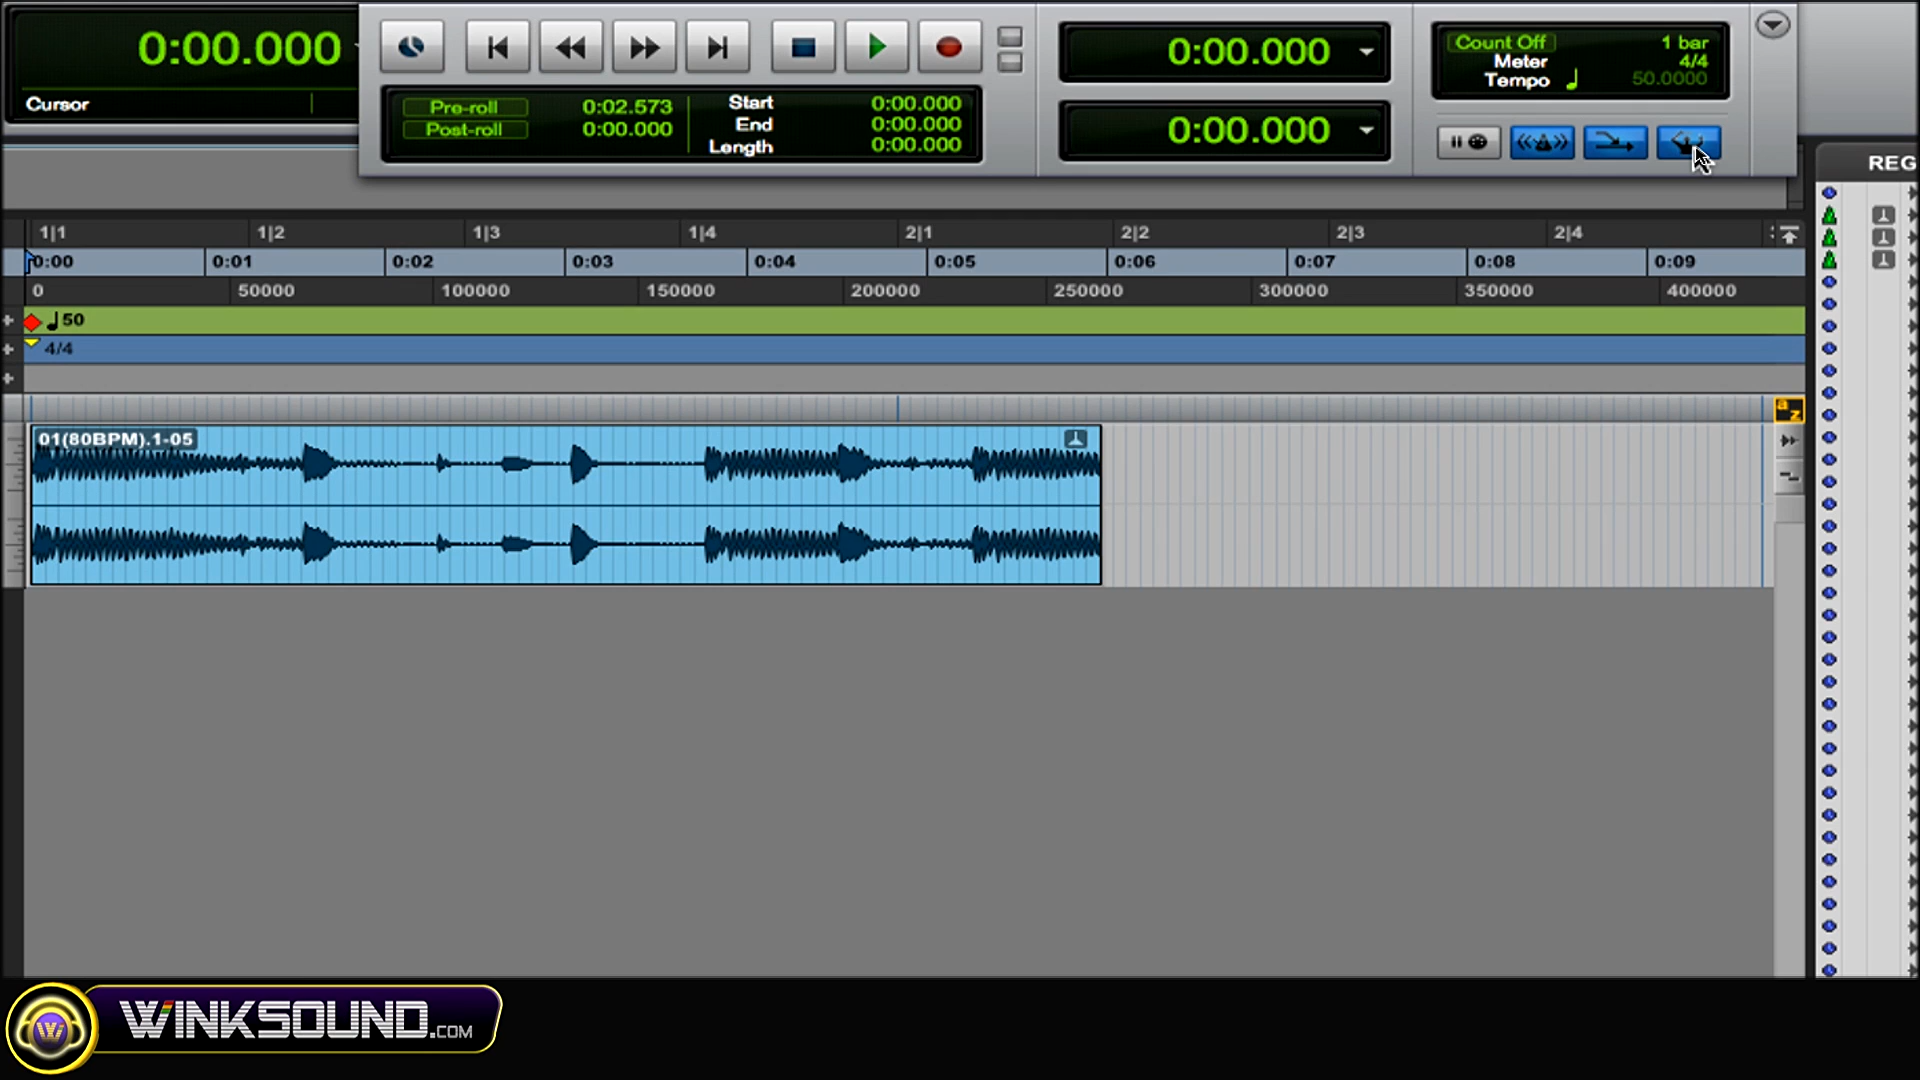 0:00.000
Cursor
Pre-roll 0:02.573
Post-roll 0:00.000
Start 0:00.000
End 0:00.000
Length 0:00.000
0:00.000
0:00.000
Count Off 1 bar
Meter 4/4
Tempo 50.0000
REG
1|1 1|2 1|3 1|4 2|1 2|2 2|3 2|4
0:00 0:01 0:02 0:03 0:04 0:05 0:06 0:07 0:08 0:09
0 50000 100000 150000 200000 250000 300000 350000 400000
50
4/4
a z
01(80BPM).1-05
W
WINKSOUND.COM